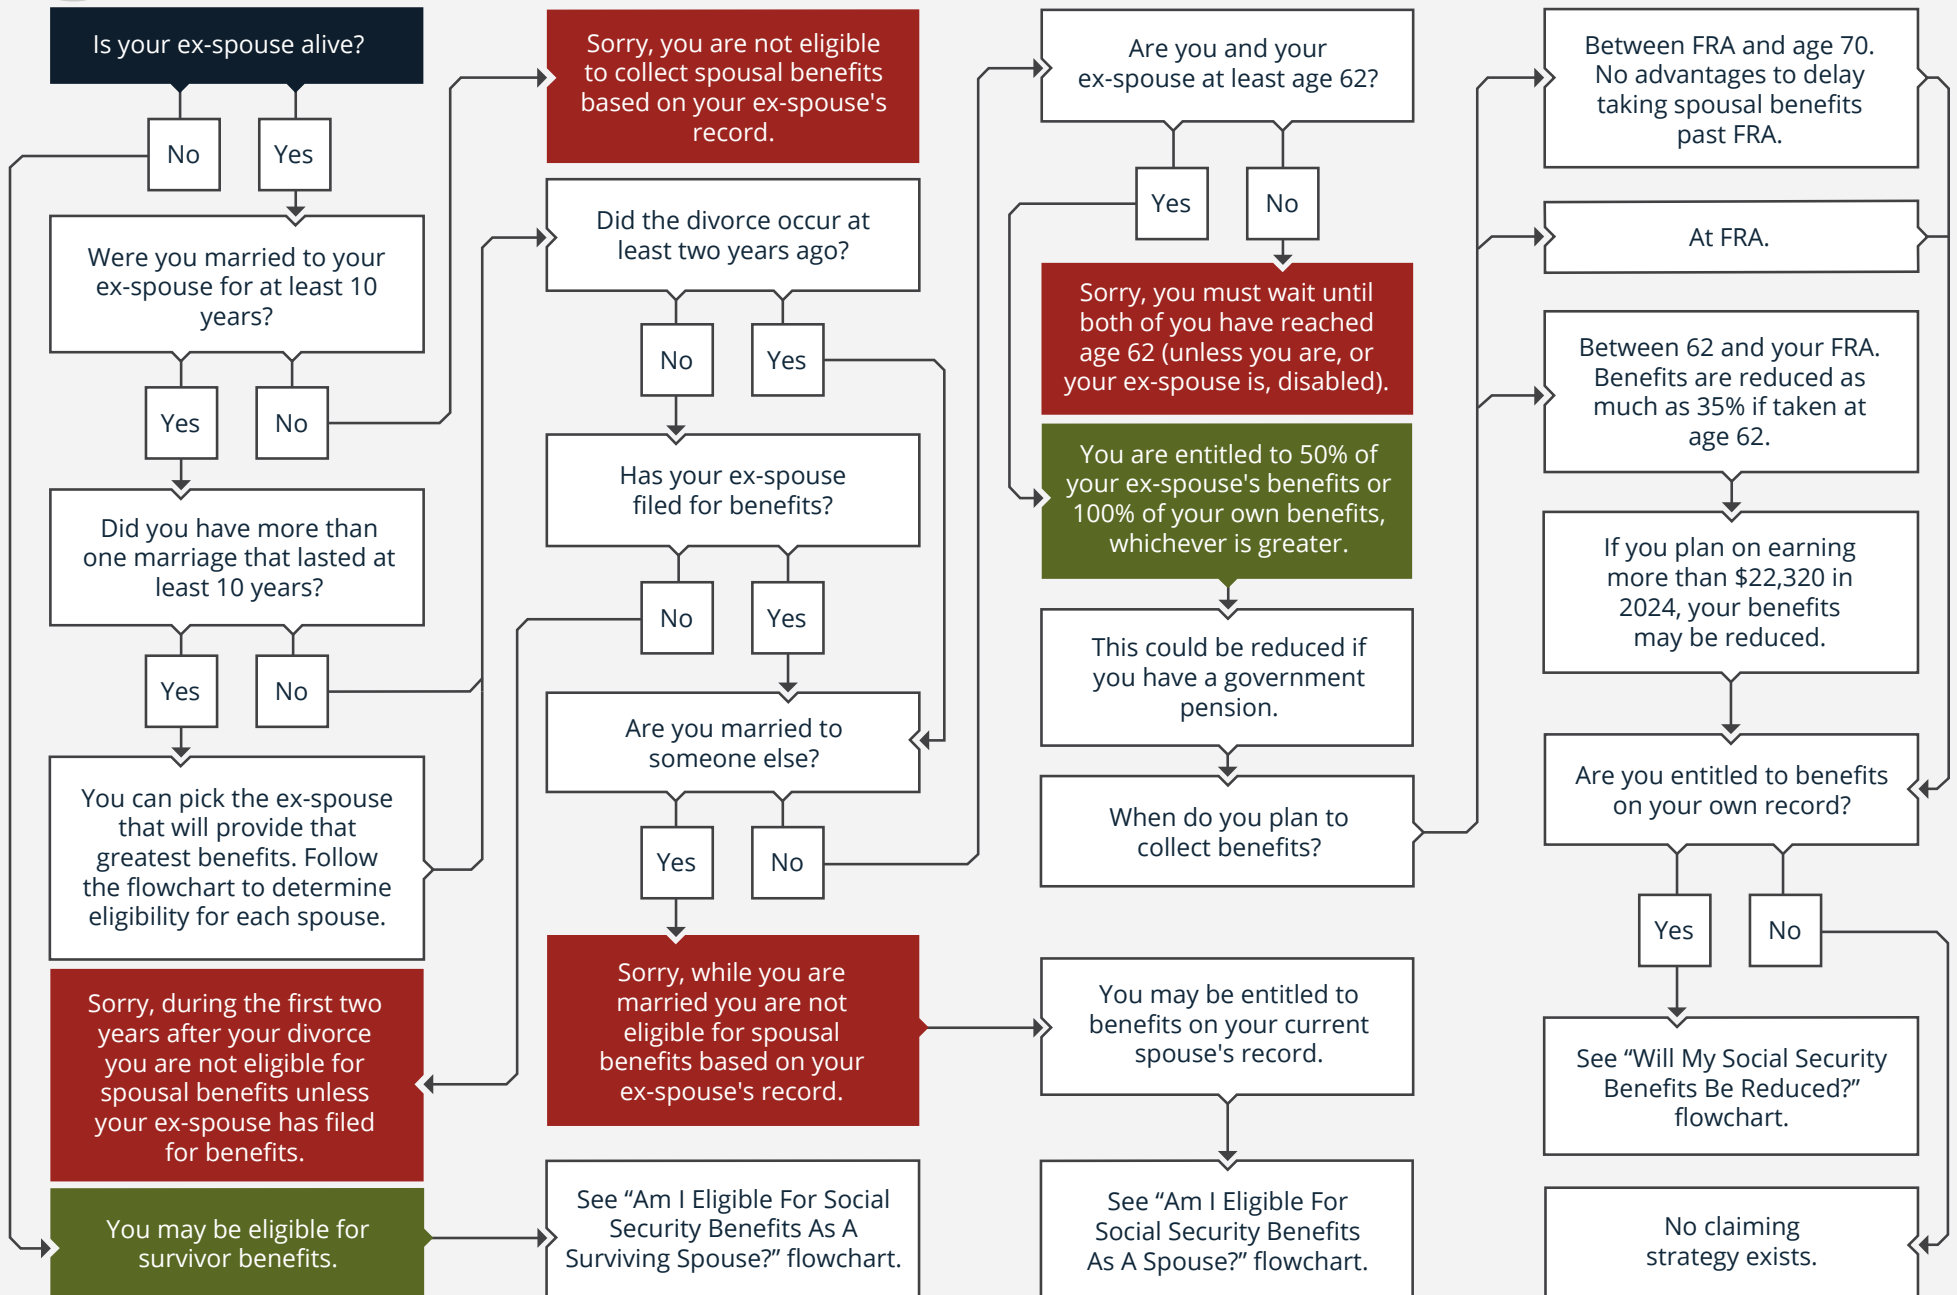 Is your ex-spouse alive?
No
Yes
Were you married to your
ex-spouse for at least 10
years?
Yes
No
Did you have more than
one marriage that lasted at
least 10 years?
Yes
No
You can pick the ex-spouse
that will provide that
greatest benefits. Follow
the flowchart to determine
eligibility for each spouse.
Sorry, during the first two
years after your divorce
you are not eligible for
spousal benefits unless
your ex-spouse has filed
for benefits.
You may be eligible for
survivor benefits.
Sorry, you are not eligible
to collect spousal benefits
based on your ex-spouse's
record.
Did the divorce occur at
least two years ago?
No
Yes
Has your ex-spouse
filed for benefits?
No
Yes
Are you married to
someone else?
Yes
No
Sorry, while you are
married you are not
eligible for spousal
benefits based on your
ex-spouse's record.
See “Am I Eligible For Social
Security Benefits As A
Surviving Spouse?” flowchart.
Are you and your
ex-spouse at least age 62?
Yes
No
Sorry, you must wait until
both of you have reached
age 62 (unless you are, or
your ex-spouse is, disabled).
You are entitled to 50% of
your ex-spouse's benefits or
100% of your own benefits,
whichever is greater.
This could be reduced if
you have a government
pension.
When do you plan to
collect benefits?
You may be entitled to
benefits on your current
spouse's record.
See “Am I Eligible For
Social Security Benefits
As A Spouse?” flowchart.
Between FRA and age 70.
No advantages to delay
taking spousal benefits
past FRA.
At FRA.
Between 62 and your FRA.
Benefits are reduced as
much as 35% if taken at
age 62.
If you plan on earning
more than $22,320 in
2024, your benefits
may be reduced.
Are you entitled to benefits
on your own record?
Yes
No
See “Will My Social Security
Benefits Be Reduced?”
flowchart.
No claiming
strategy exists.